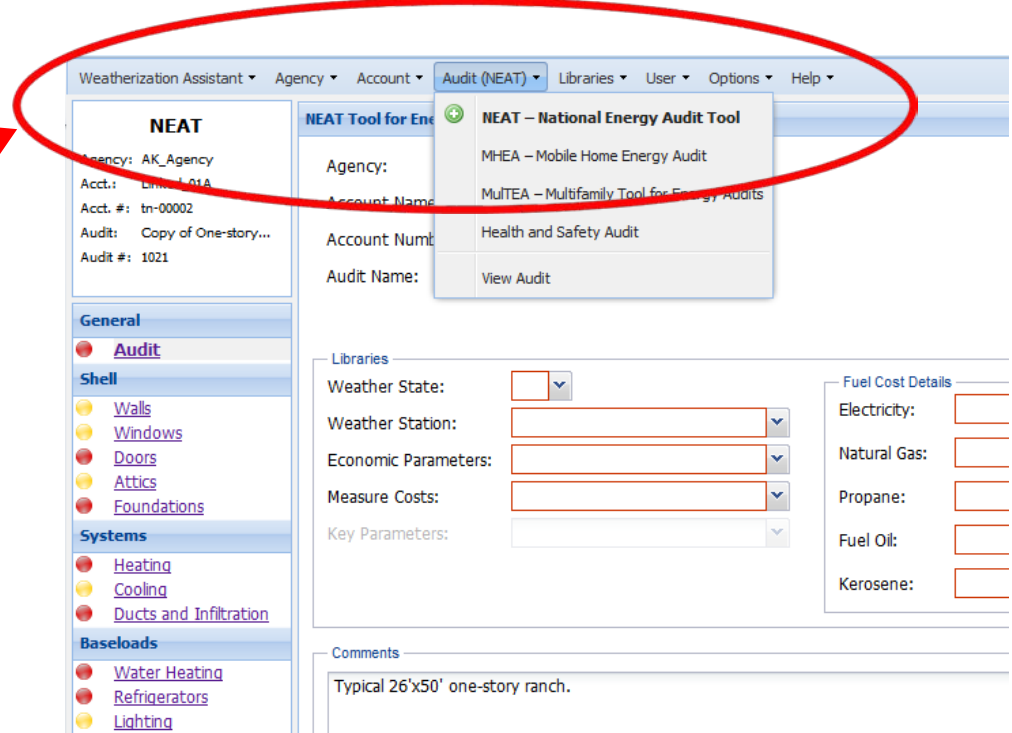 Weatherization Assistant Agency Account Audit (NEAT) Libraries User Options Help
NEAT
Agency: AK_Agency
Acct.: Linked_01A
Acct. #: tn-00002
Audit: Copy of One-story...
Audit #: 1021
General
Audit
Shell
Walls
Windows
Doors
Attics
Foundations
Systems
Heating
Cooling
Ducts and Infiltration
Baseloads
Water Heating
Refrigerators
Lighting
NEAT Tool for Ene
NEAT – National Energy Audit Tool
MHEA – Mobile Home Energy Audit
MulTEA – Multifamily Tool for Energy Audits
Health and Safety Audit
View Audit
Agency:
Account Name
Account Numb
Audit Name:
Libraries
Weather State:
Weather Station:
Economic Parameters:
Measure Costs:
Key Parameters:
Fuel Cost Details
Electricity:
Natural Gas:
Propane:
Fuel Oil:
Kerosene:
Comments
Typical 26'x50' one-story ranch.